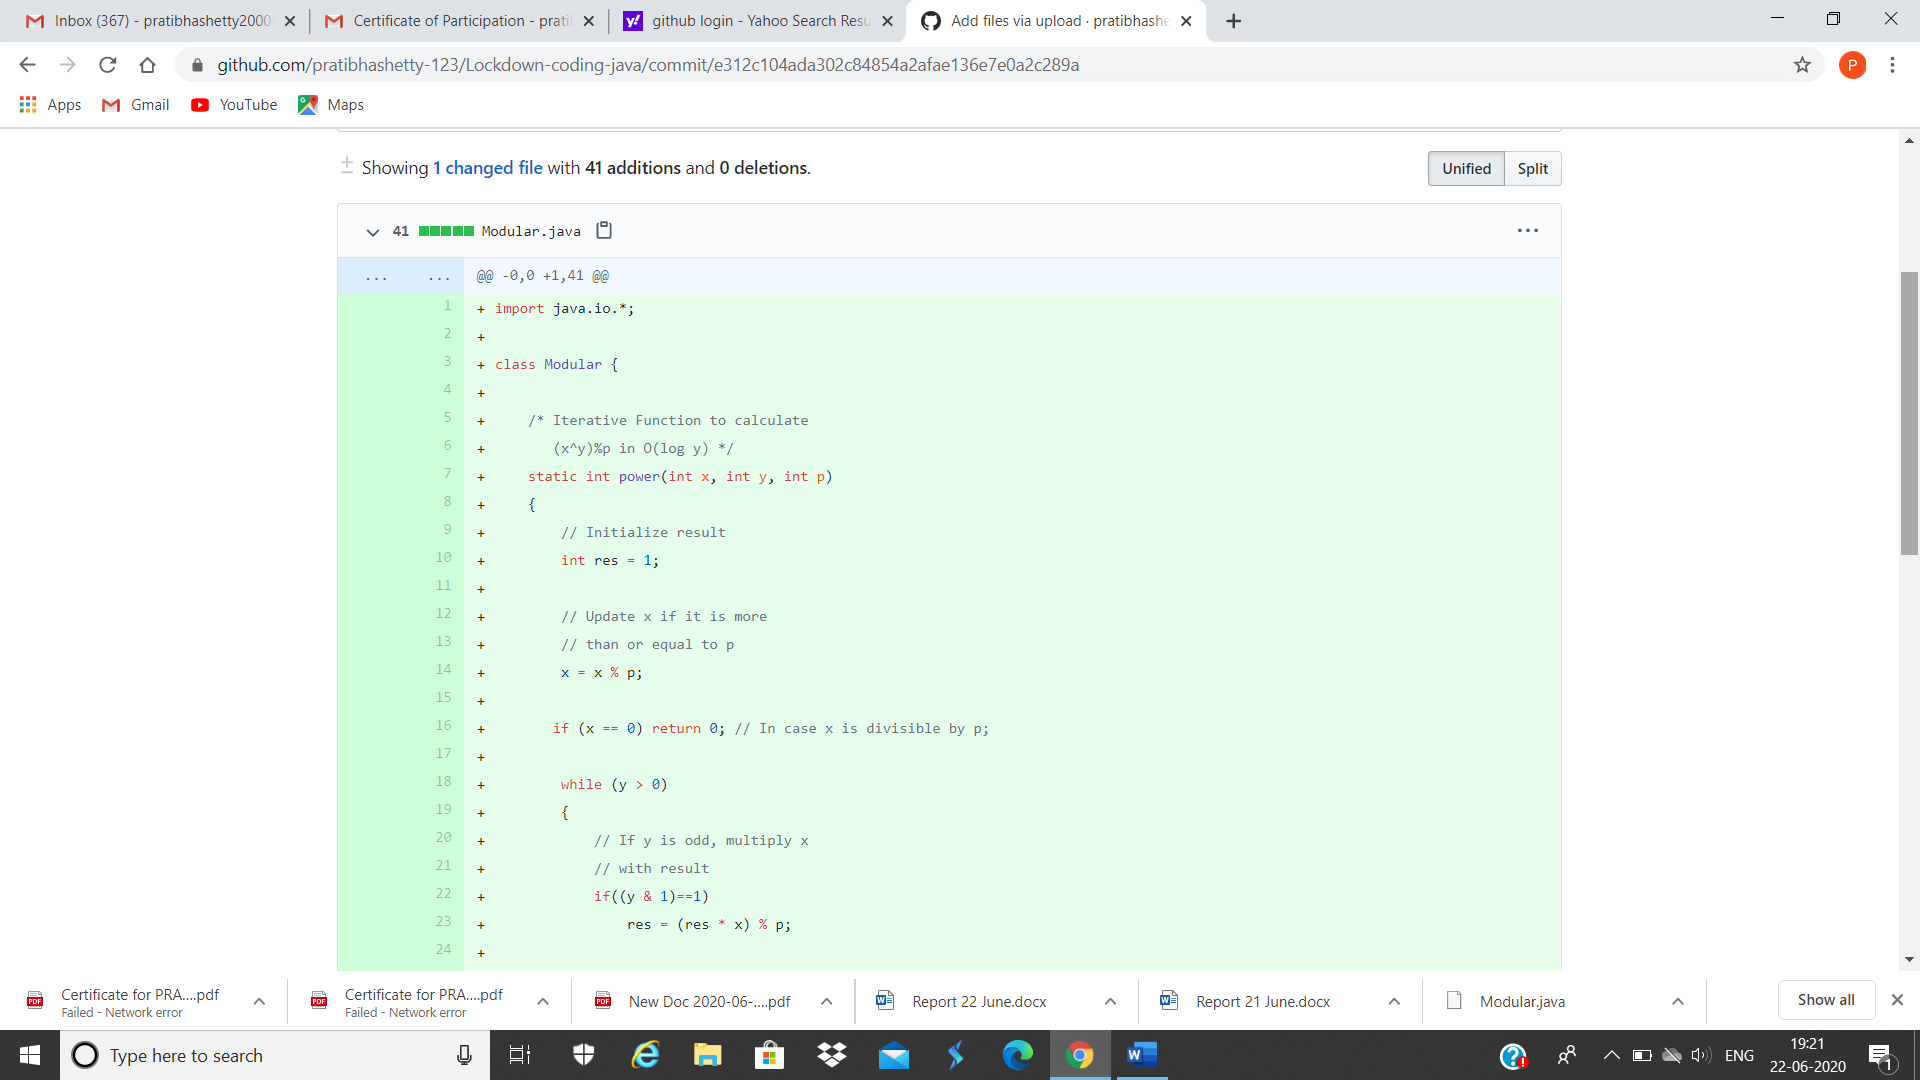 Inbox (367) - pratibhashetty2000
Certificate of Participation - prati
github login - Yahoo Search Resu
Add files via upload · pratibhashe
github.com/pratibhashetty-123/Lockdown-coding-java/commit/e312c104ada302c84854a2afae136e7e0a2c289a
P
Apps
Gmail
YouTube
Maps
Showing 1 changed file with 41 additions and 0 deletions.
Unified
Split
41 Modular.java
... ... @@ -0,0 +1,41 @@
1 + import java.io.*;
2 +
3 + class Modular {
4 +
5 + /* Iterative Function to calculate
6 + (x^y)%p in O(log y) */
7 + static int power(int x, int y, int p)
8 + {
9 + // Initialize result
10 + int res = 1;
11 +
12 + // Update x if it is more
13 + // than or equal to p
14 + x = x % p;
15 +
16 + if (x == 0) return 0; // In case x is divisible by p;
17 +
18 + while (y > 0)
19 + {
20 + // If y is odd, multiply x
21 + // with result
22 + if((y & 1)==1)
23 + res = (res * x) % p;
24 +
Certificate for PRA....pdf
Failed - Network error
Certificate for PRA....pdf
Failed - Network error
New Doc 2020-06-....pdf
Report 22 June.docx
Report 21 June.docx
Modular.java
Show all
Type here to search
ENG
19:21
22-06-2020
1